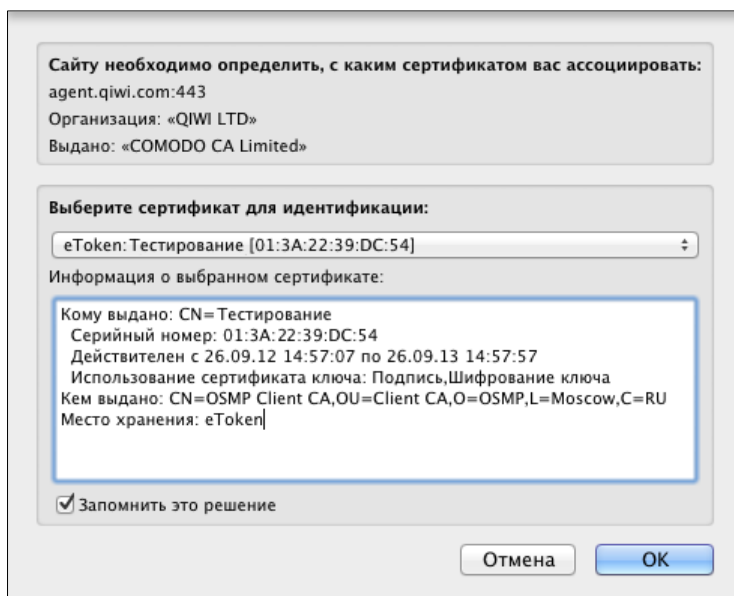 Сайту необходимо определить, с каким сертификатом вас ассоциировать:
agent.qiwi.com:443
Организация: «QIWI LTD»
Выдано: «COMODO CA Limited»
Выберите сертификат для идентификации:
eToken: Тестирование [01:3A:22:39:DC:54]
Информация о выбранном сертификате:
Кому выдано: CN=Тестирование
Серийный номер: 01:3A:22:39:DC:54
Действителен с 26.09.12 14:57:07 по 26.09.13 14:57:57
Использование сертификата ключа: Подпись,Шифрование ключа
Кем выдано: CN=OSMP Client CA,OU=Client CA,O=OSMP,L=Moscow,C=RU
Место хранения: eToken
Запомнить это решение
Отмена
OK